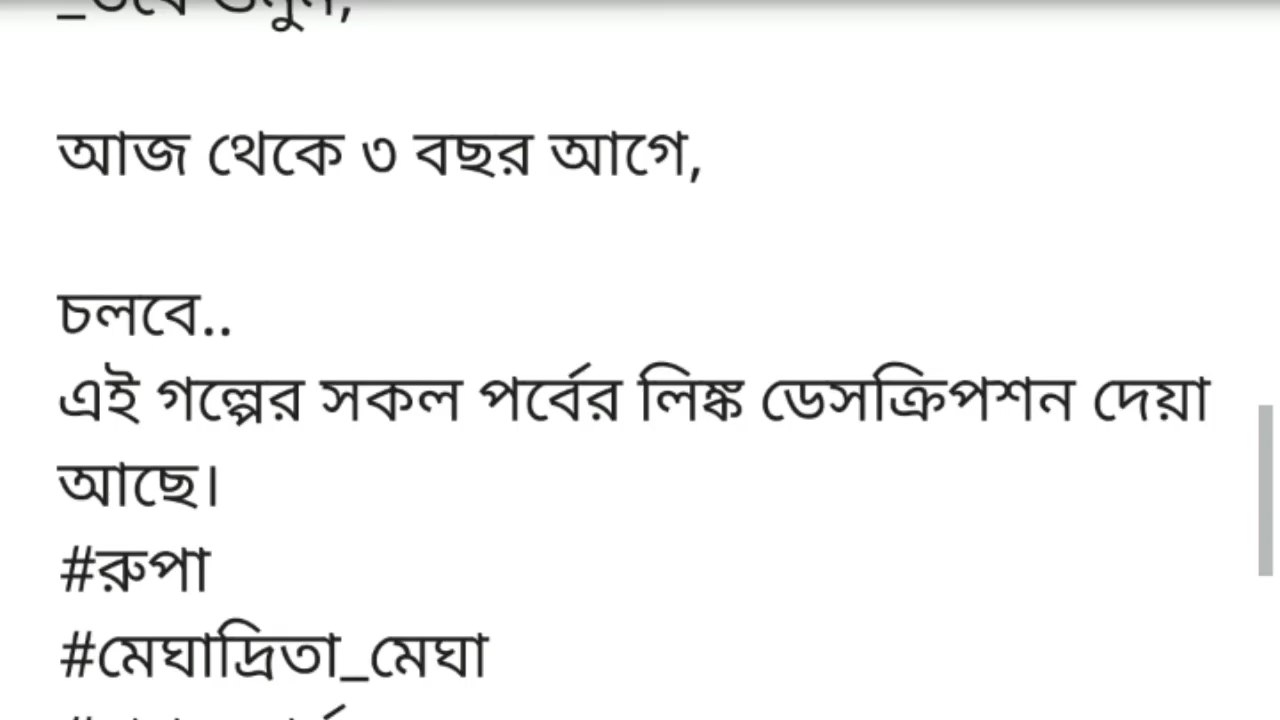 আজ থেকে ৩ বছর আগে,
চলবে..
এই গল্পের সকল পর্বের লিঙ্ক ডেসক্রিপশন দেয়া
আছে।
#রুপা
#মেঘাদ্রিতা_মেঘা